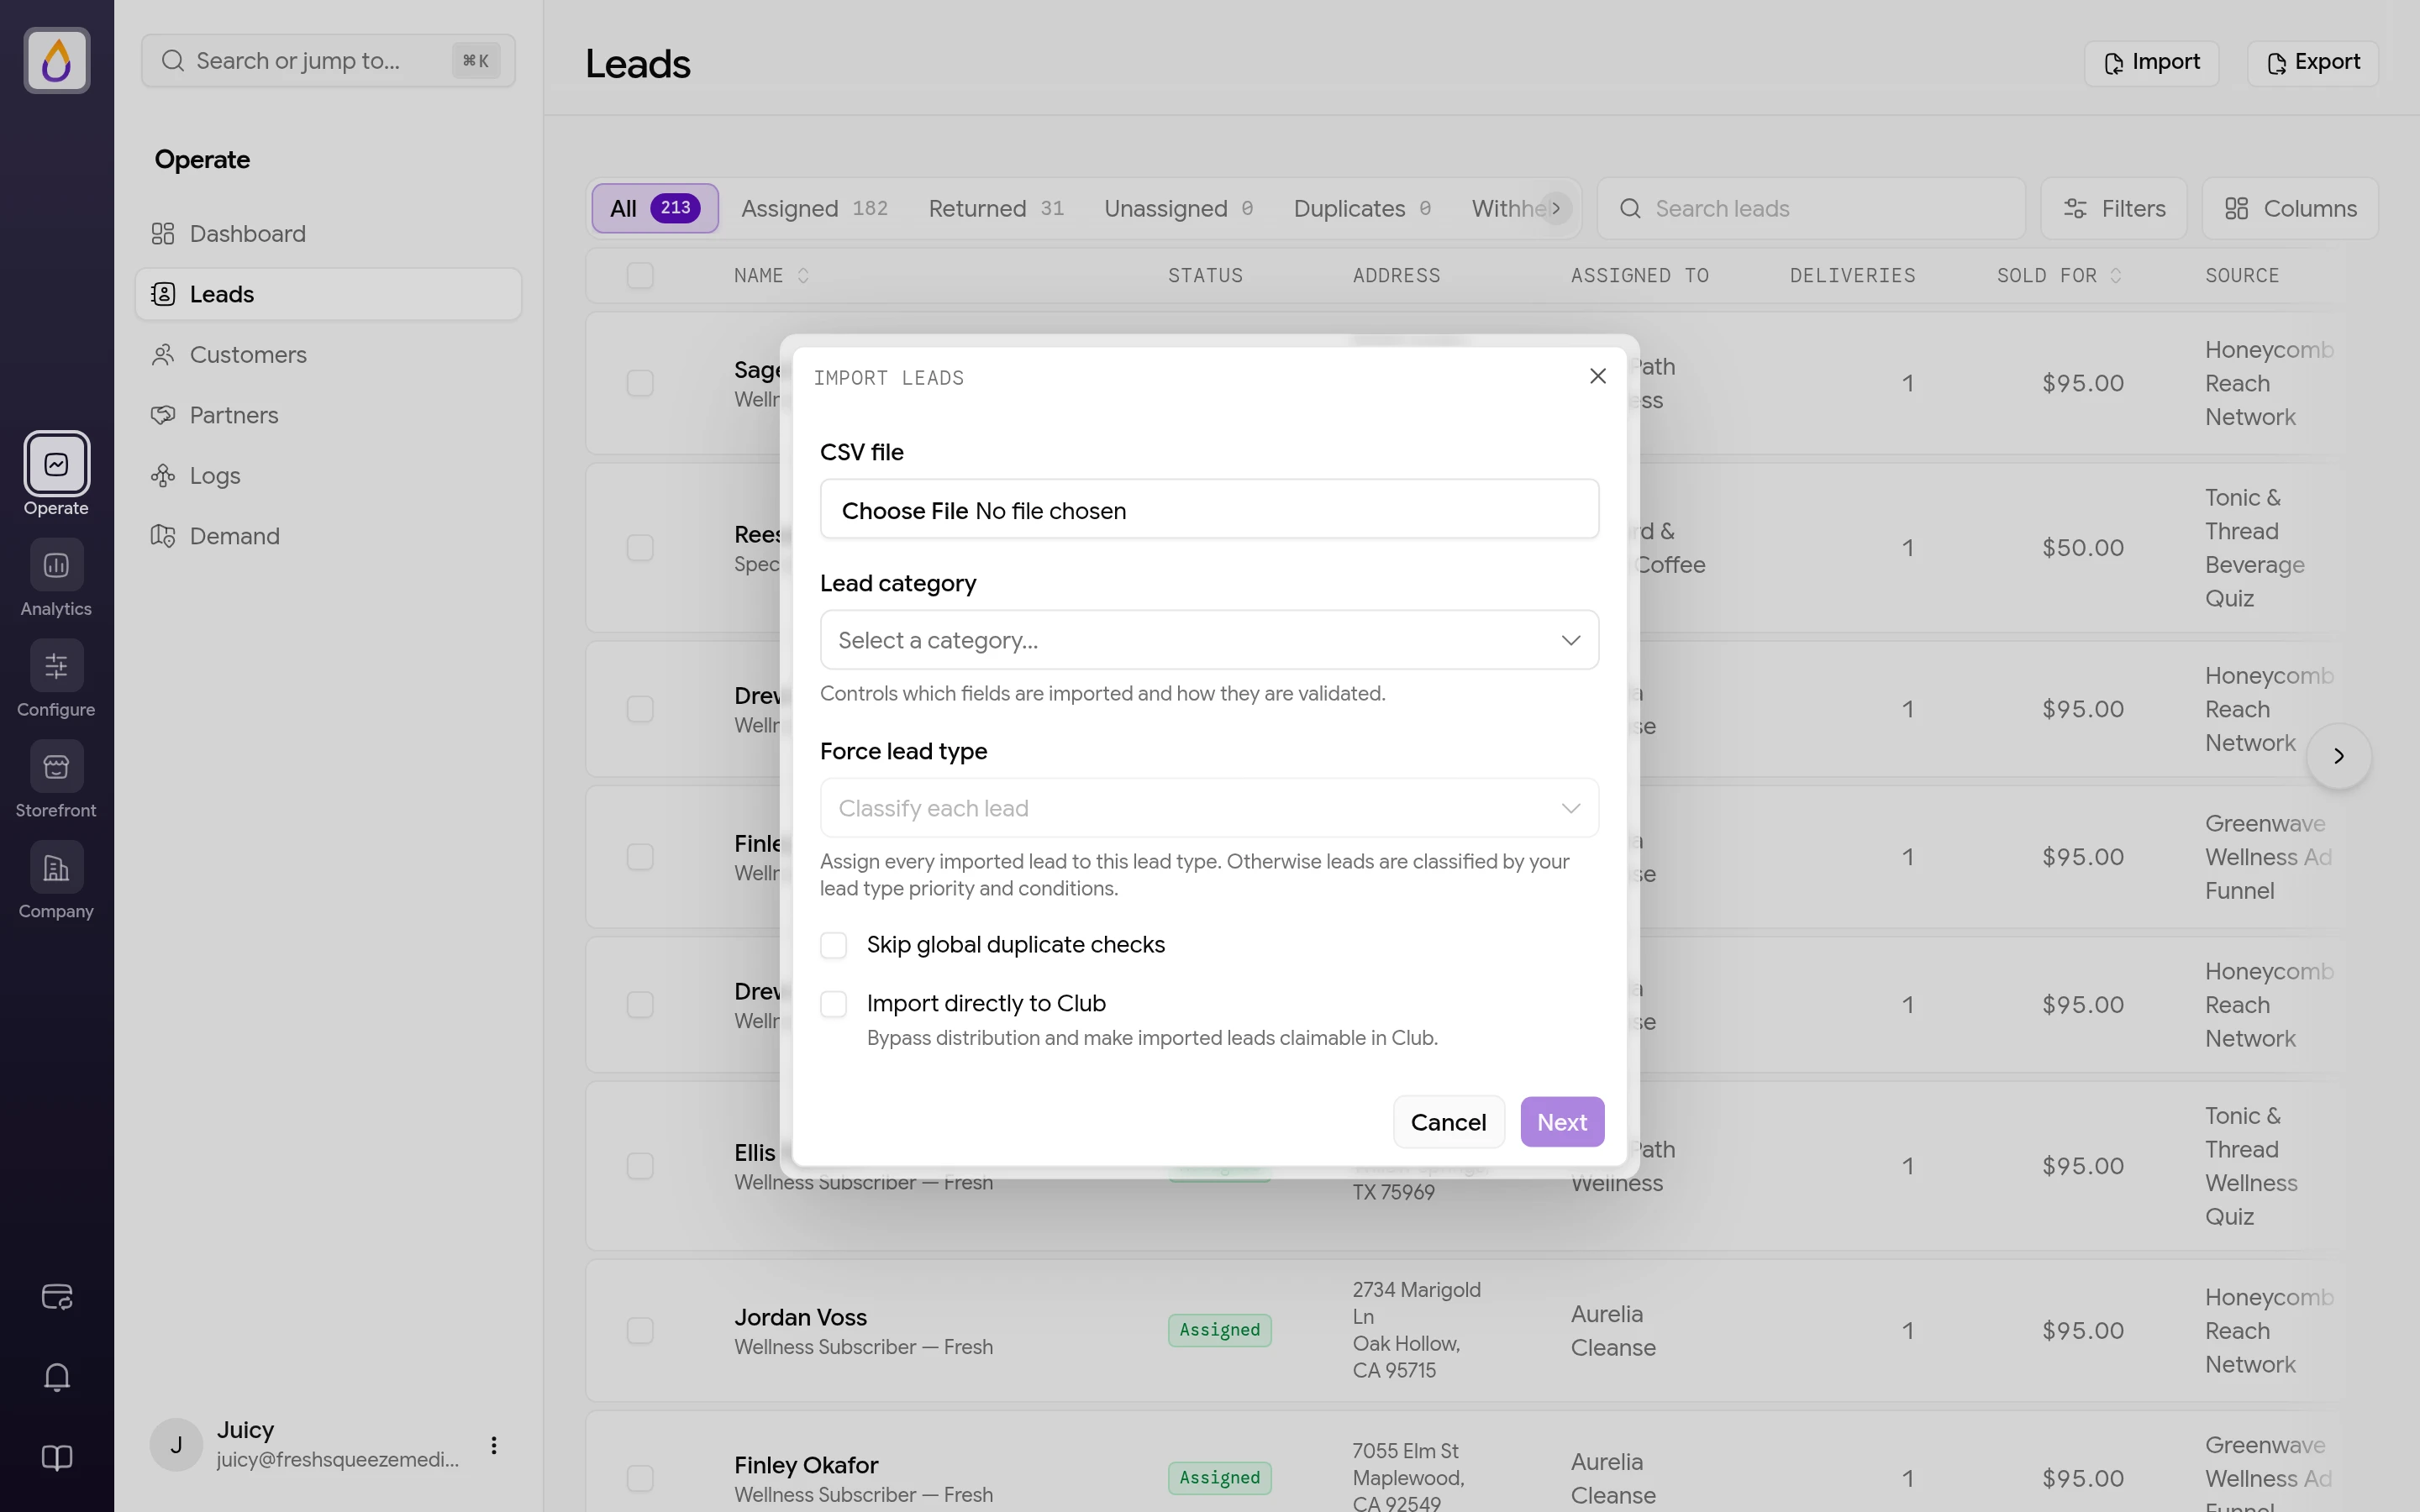 Search or jump to...
⌘K
Operate
Dashboard
Leads
Customers
Partners
Logs
Demand
Operate
Analytics
Configure
Storefront
Company
J
Juicy
juicy@freshsqueezemedi...
Leads
Import
Export
All 213
Assigned 182
Returned 31
Unassigned 0
Duplicates 0
Search leads
Filters
Columns
NAME
STATUS
ADDRESS
ASSIGNED TO
DELIVERIES
SOLD FOR
SOURCE
1
$95.00
Honeycomb
Reach
Network
Coffee
1
$50.00
Tonic &
Thread
Beverage
Quiz
1
$95.00
Honeycomb
Reach
Network
1
$95.00
Greenwave
Wellness Ad
Funnel
1
$95.00
Honeycomb
Reach
Network
Ellis
Wellness Subscriber — Fresh
TX 75969
Wellness
1
$95.00
Tonic &
Thread
Wellness
Quiz
Jordan Voss
Wellness Subscriber — Fresh
Assigned
2734 Marigold
Ln
Oak Hollow,
CA 95715
Aurelia
Cleanse
1
$95.00
Honeycomb
Reach
Network
Finley Okafor
Wellness Subscriber — Fresh
Assigned
7055 Elm St
Maplewood,
CA 92549
Aurelia
Cleanse
1
$95.00
Greenwave
Wellness Ad
IMPORT LEADS
CSV file
Choose File No file chosen
Lead category
Select a category...
Controls which fields are imported and how they are validated.
Force lead type
Classify each lead
Assign every imported lead to this lead type. Otherwise leads are classified by your
lead type priority and conditions.
Skip global duplicate checks
Import directly to Club
Bypass distribution and make imported leads claimable in Club.
Cancel
Next